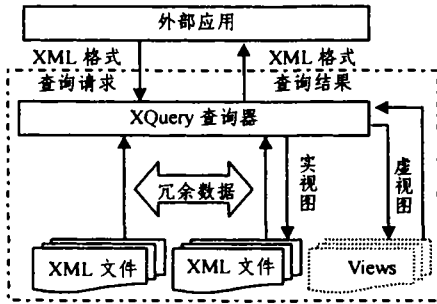 外部应用
XML 格式
查询请求
XML 格式
查询结果
XQuery 查询器
冗余数据
实视图
虚视图
XML 文件
XML 文件
Views